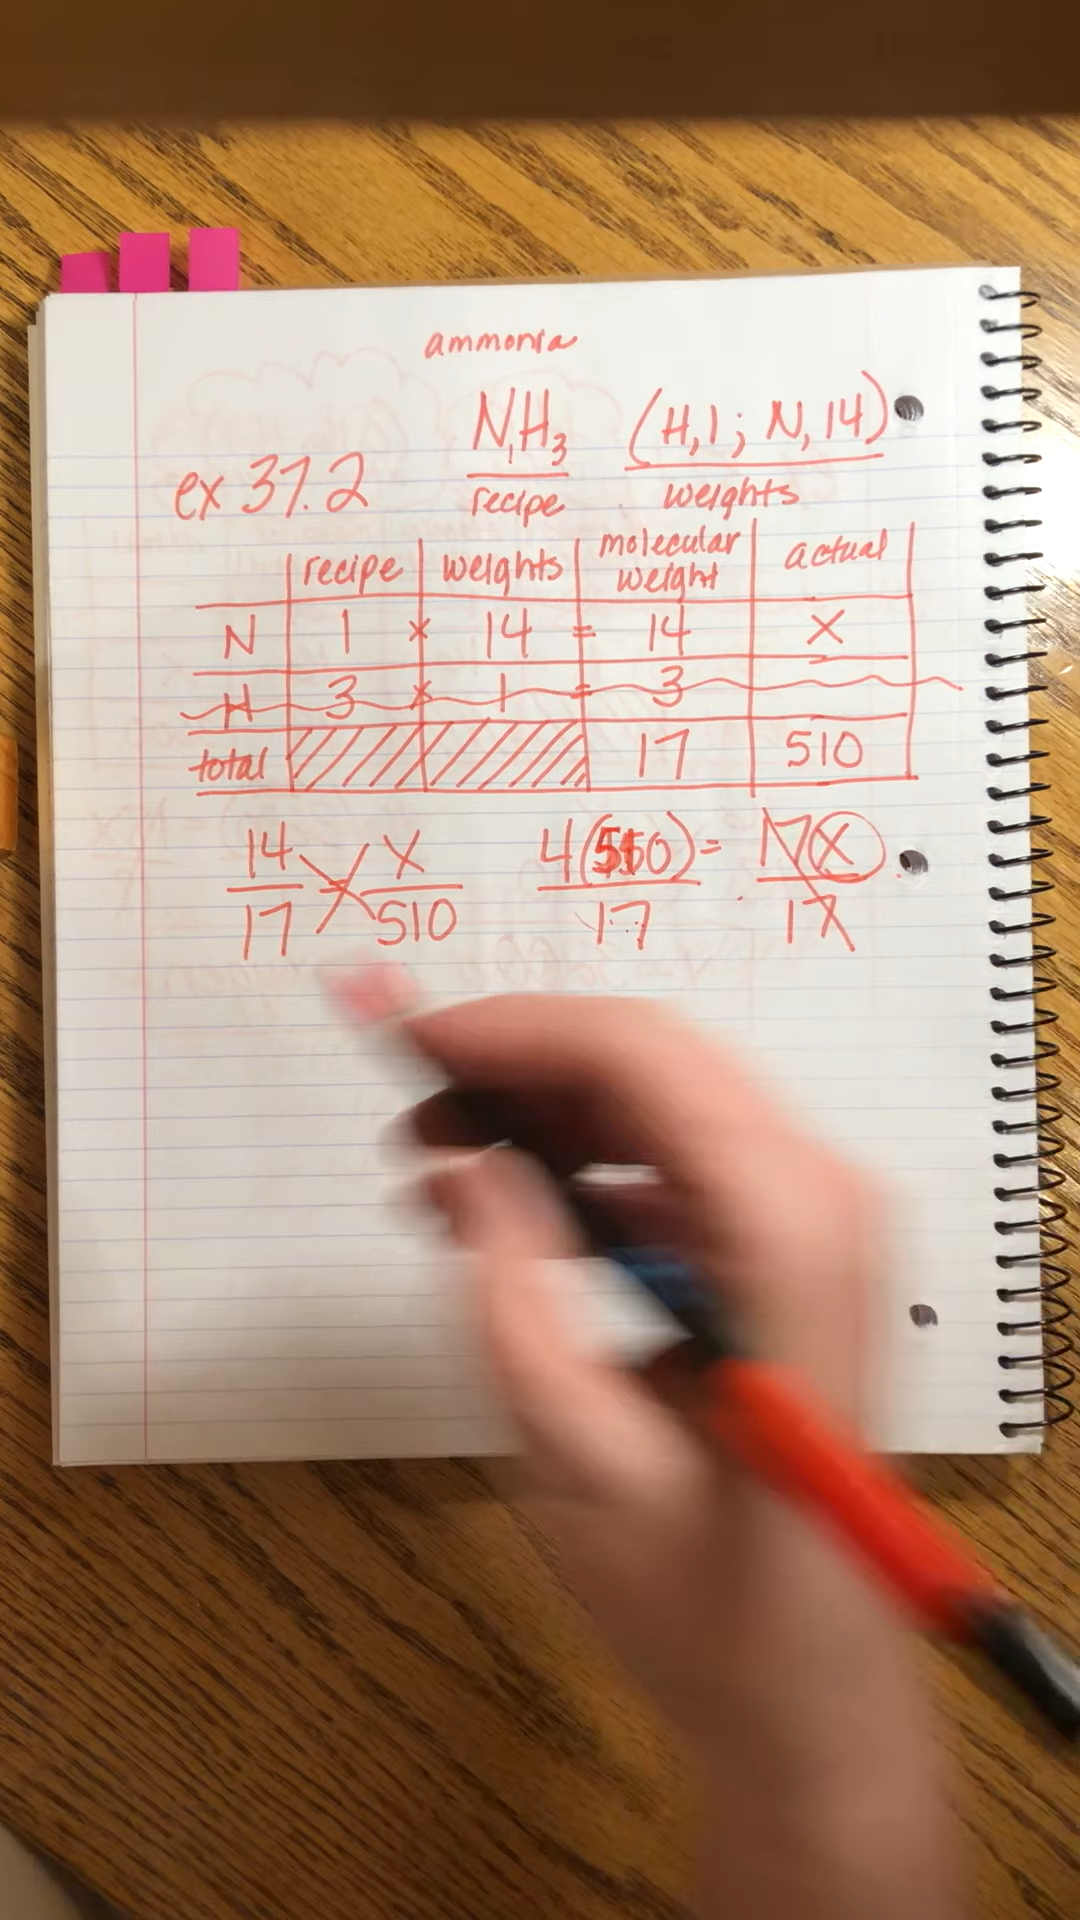 ammonia
N₁H₃ (H,1; N,14)
ex 37.2 recipe weights
recipe weights molecular weight actual
N 1 × 14 = 14 X
H 3 × 1 = 3
total 17 510
14/17 = X/510 4(510)/17 = 17X/17